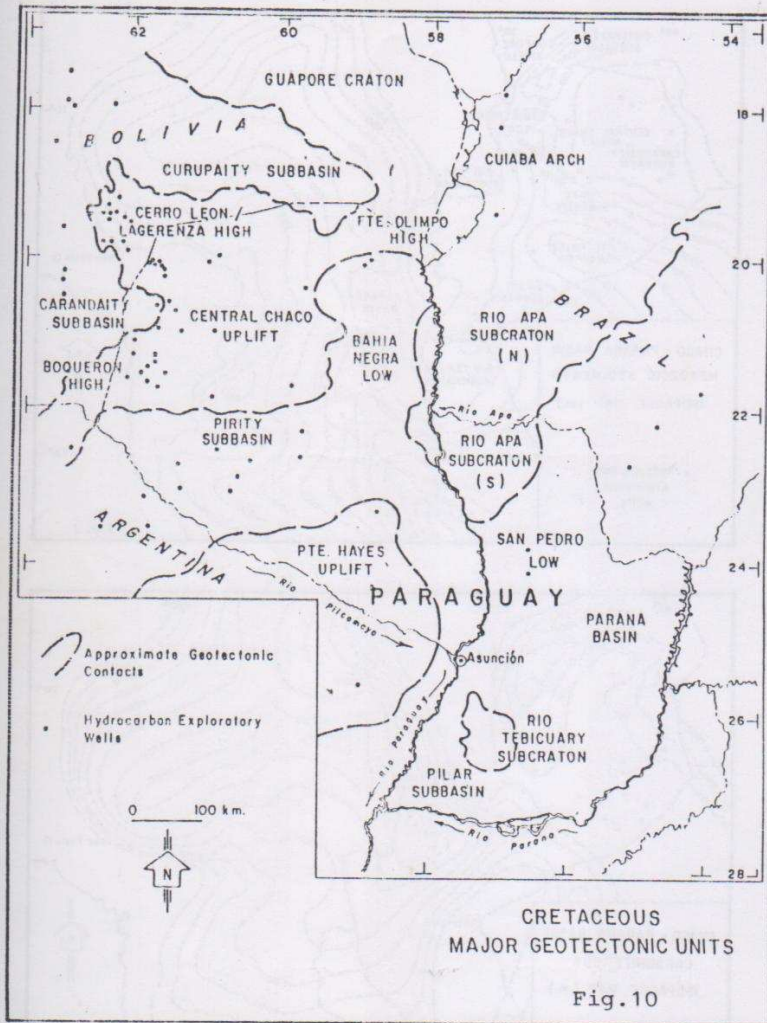 62
60
58
56
54
GUAPORE CRATON
18
BOLIVIA
CUIABA ARCH
CURUPAITY SUBBASIN
CERRO LEON
LAGERENZA HIGH
FTE. OLIMPO
HIGH
20
CARANDAITY
SUBBASIN
CENTRAL CHACO
UPLIFT
BAHIA
NEGRA
LOW
RIO APA
SUBCRATON
(N)
BRAZIL
BOQUERON
HIGH
PIRITY
SUBBASIN
Rio Apa
22
RIO APA
SUBCRATON
(S)
ARGENTINA
PTE. HAYES
UPLIFT
SAN PEDRO
LOW
24
Rio Pilcomayo
PARAGUAY
PARANA
BASIN
Approximate Geotectonic
Contacts
Asunción
Hydrocarbon Exploratory
Wells
Rio Paraguay
RIO
TEBICUARY
SUBCRATON
26
PILAR
SUBBASIN
0 100 km.
Rio Parana
N
28
CRETACEOUS
MAJOR GEOTECTONIC UNITS
Fig.10